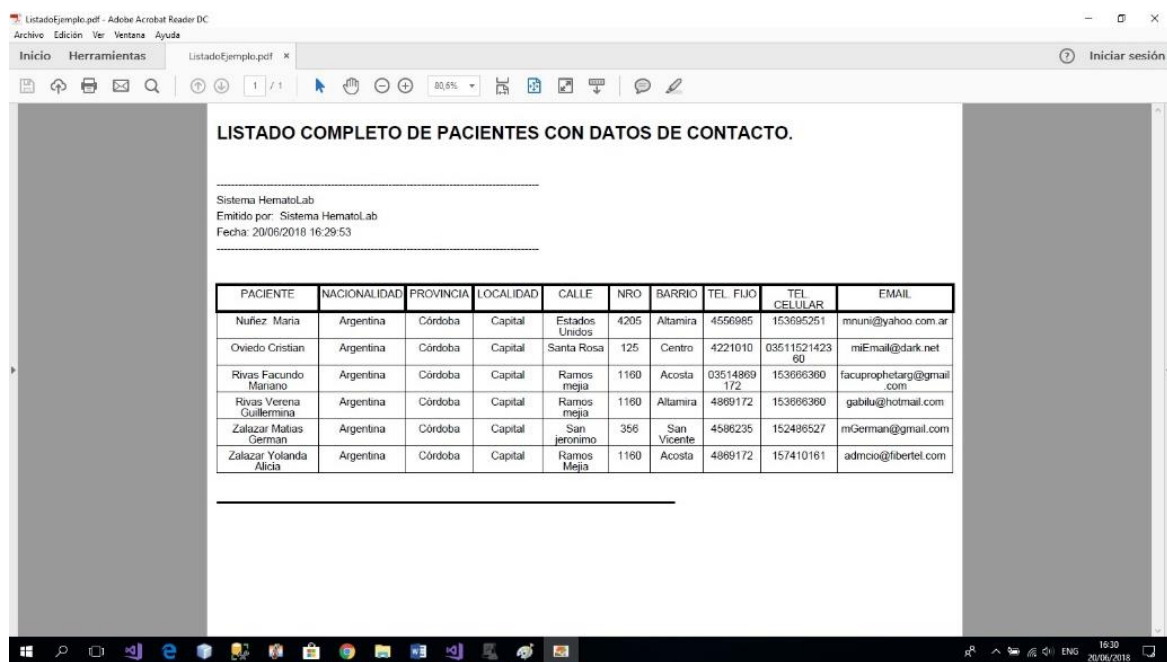 ListadoEjemplo.pdf - Adobe Acrobat Reader DC
Archivo Edición Ver Ventana Ayuda
Inicio Herramientas ListadoEjemplo.pdf × Iniciar sesión
1 / 1 80,6%
LISTADO COMPLETO DE PACIENTES CON DATOS DE CONTACTO.
Sistema HematoLab
Emitido por: Sistema HematoLab
Fecha: 20/06/2018 16:29:53
PACIENTE NACIONALIDAD PROVINCIA LOCALIDAD CALLE NRO BARRIO TEL. FIJO TEL. CELULAR EMAIL
Nuñez Maria Argentina Córdoba Capital Estados Unidos 4205 Altamira 4556985 153695251 mnuni@yahoo.com.ar
Oviedo Cristian Argentina Córdoba Capital Santa Rosa 125 Centro 4221010 0351152142360 miEmail@dark.net
Rivas Facundo Mariano Argentina Córdoba Capital Ramos mejia 1160 Acosta 03514869172 153666360 facuprophetarg@gmail.com
Rivas Verena Guillermina Argentina Córdoba Capital Ramos mejia 1160 Altamira 4869172 153666360 gabilu@hotmail.com
Zalazar Matias German Argentina Córdoba Capital San jeronimo 356 San Vicente 4586235 152486527 mGerman@gmail.com
Zalazar Yolanda Alicia Argentina Córdoba Capital Ramos Mejia 1160 Acosta 4869172 157410161 admcio@fibertel.com
ENG 16:30
20/06/2018